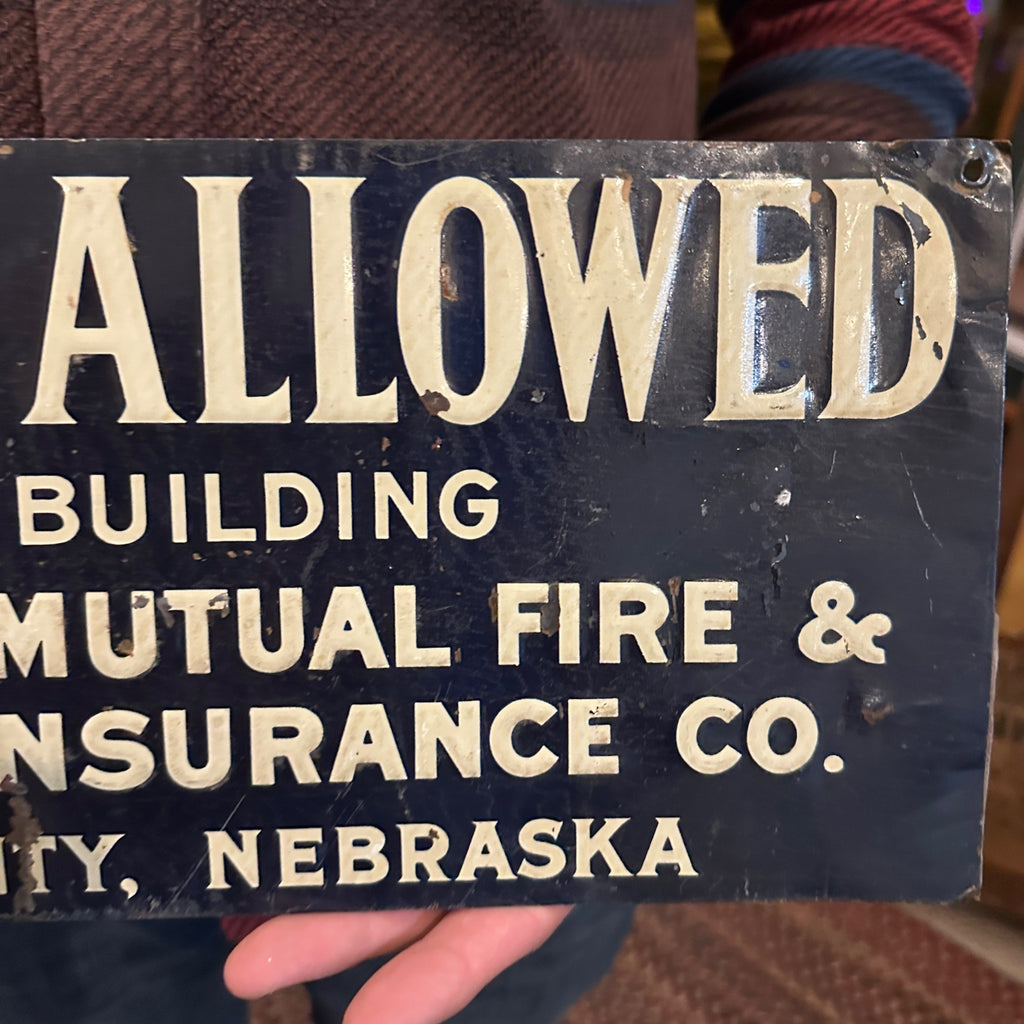 ALLOWED
BUILDING
MUTUAL FIRE &
NSURANCE CO.
ITY, NEBRASKA